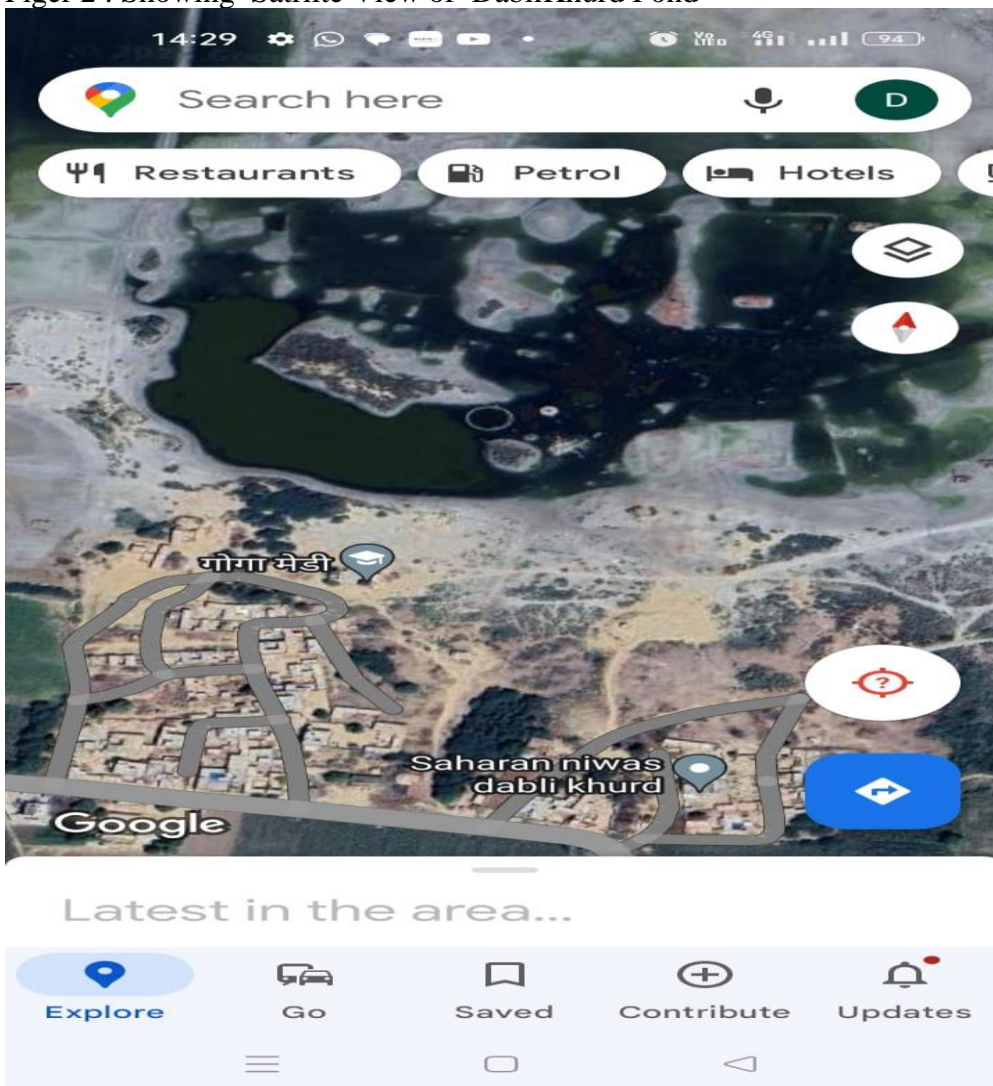 14:29
94
Search here
D
Restaurants
Petrol
Hotels
गोगा मेडी
Saharan niwas
dabli khurd
Google
Latest in the area...
Explore
Go
Saved
Contribute
Updates